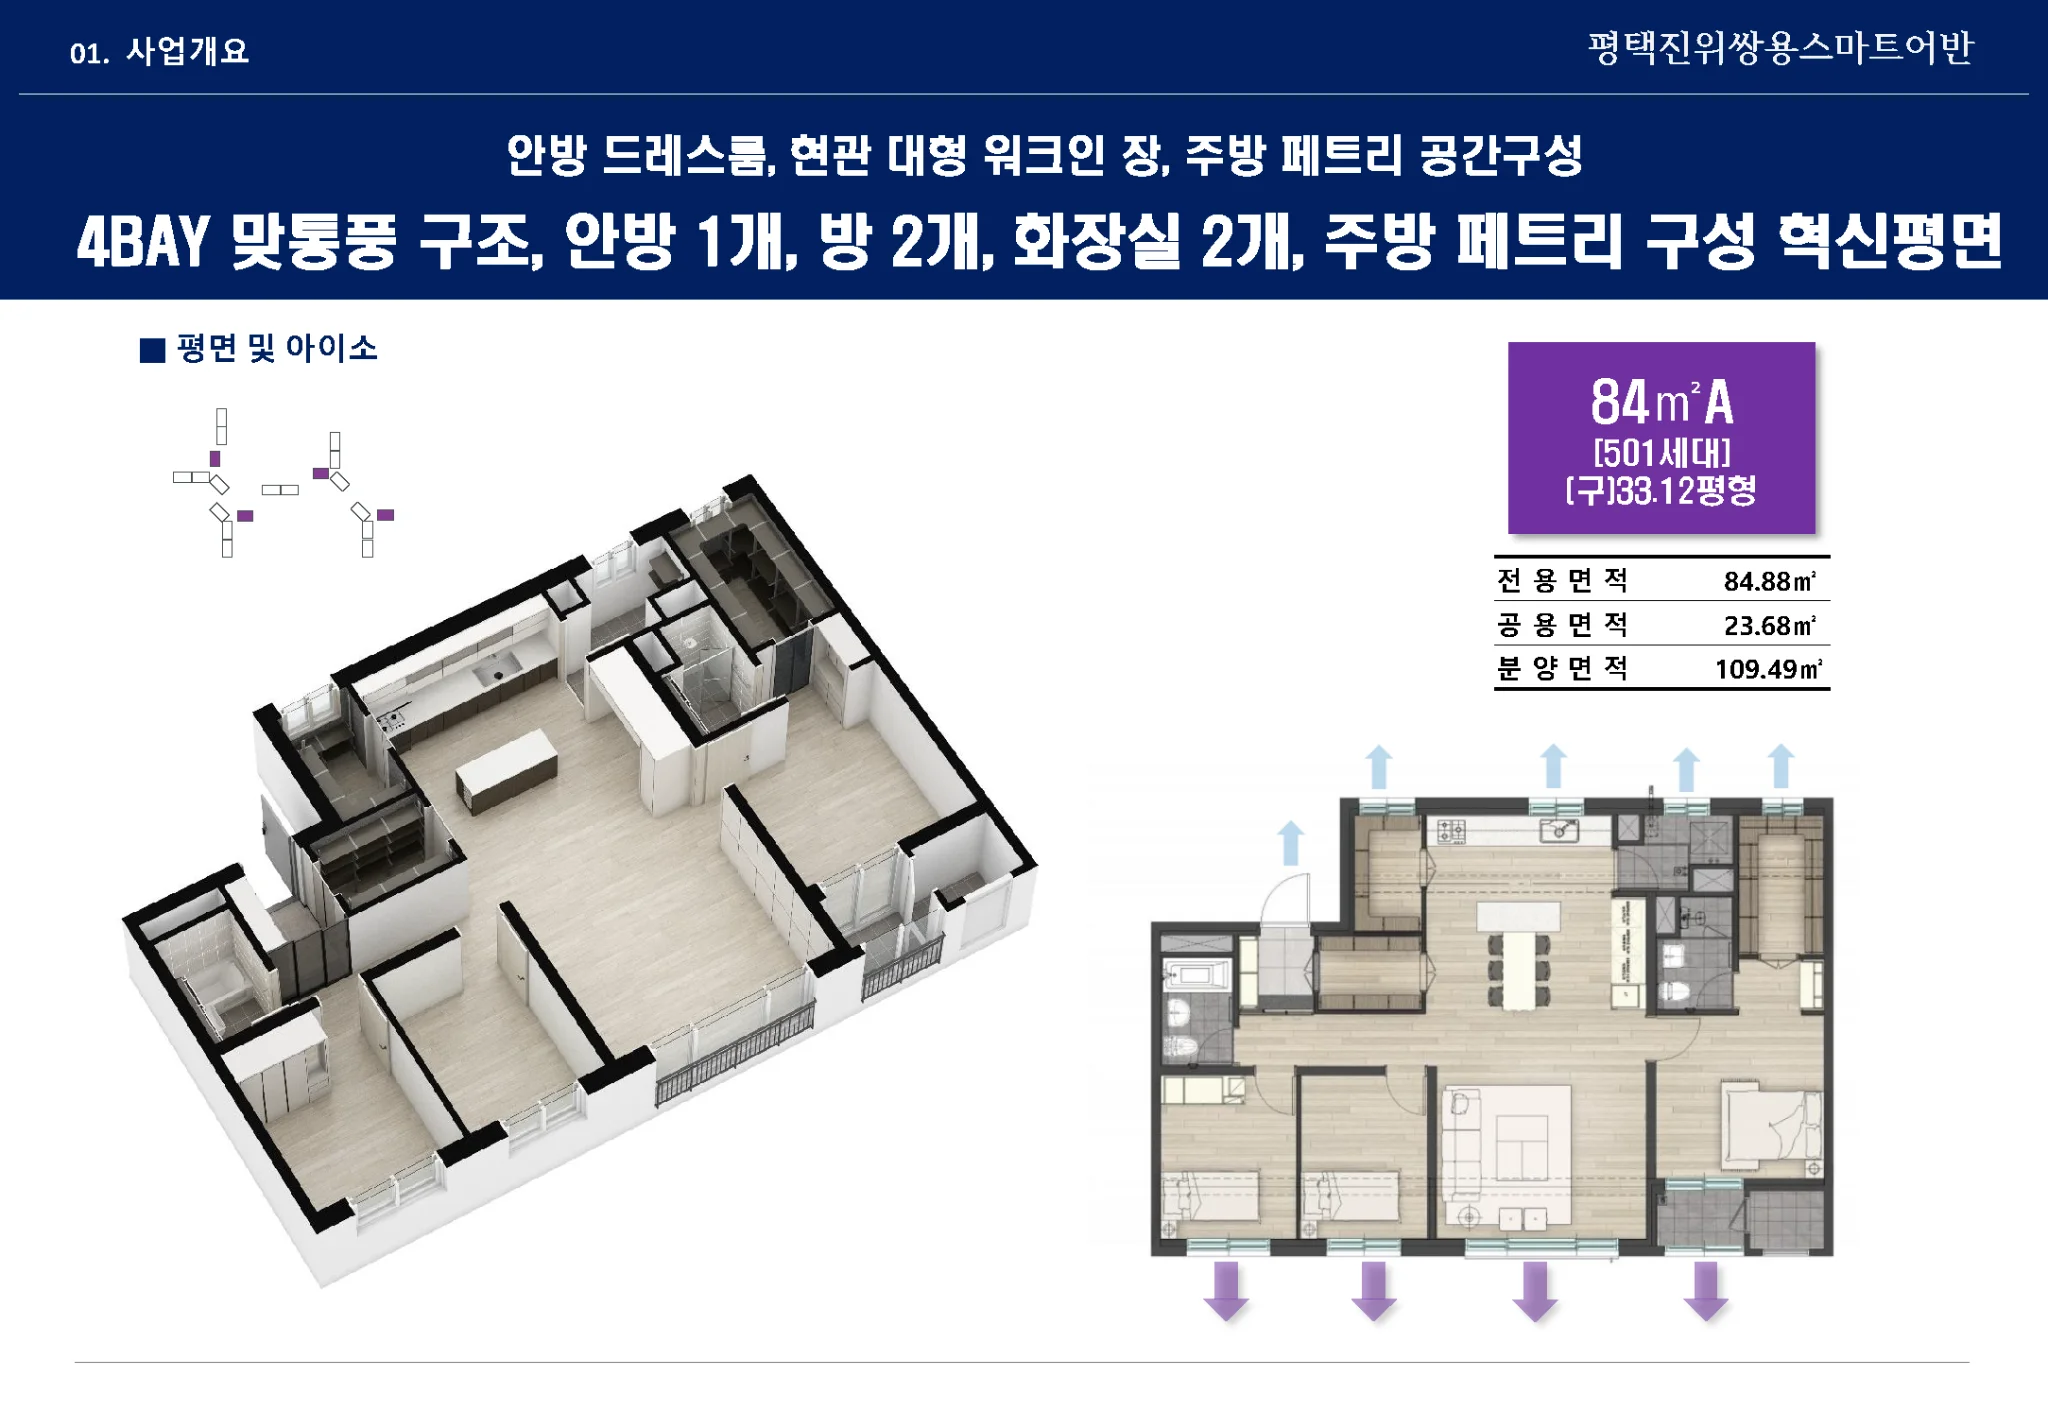 01. 사업개요
평택진위쌍용스마트어반
안방 드레스룸, 현관 대형 워크인 장, 주방 페트리 공간구성
4BAY 맞통풍 구조, 안방 1개, 방 2개, 화장실 2개, 주방 페트리 구성 혁신평면
■ 평면 및 아이소
84㎡A
[501세대]
(구)33.12평형
전용면적 84.88㎡
공용면적 23.68㎡
분양면적 109.49㎡